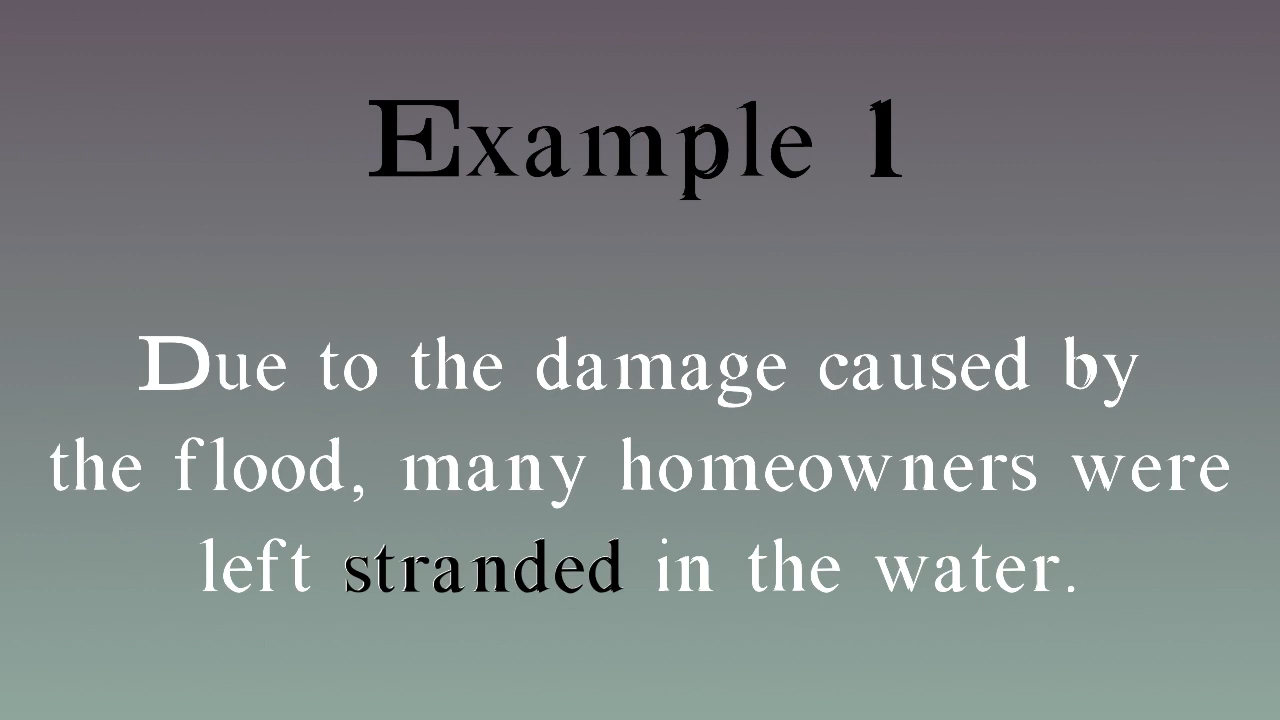 Example 1
Due to the damage caused by
the flood, many homeowners were
left stranded in the water.